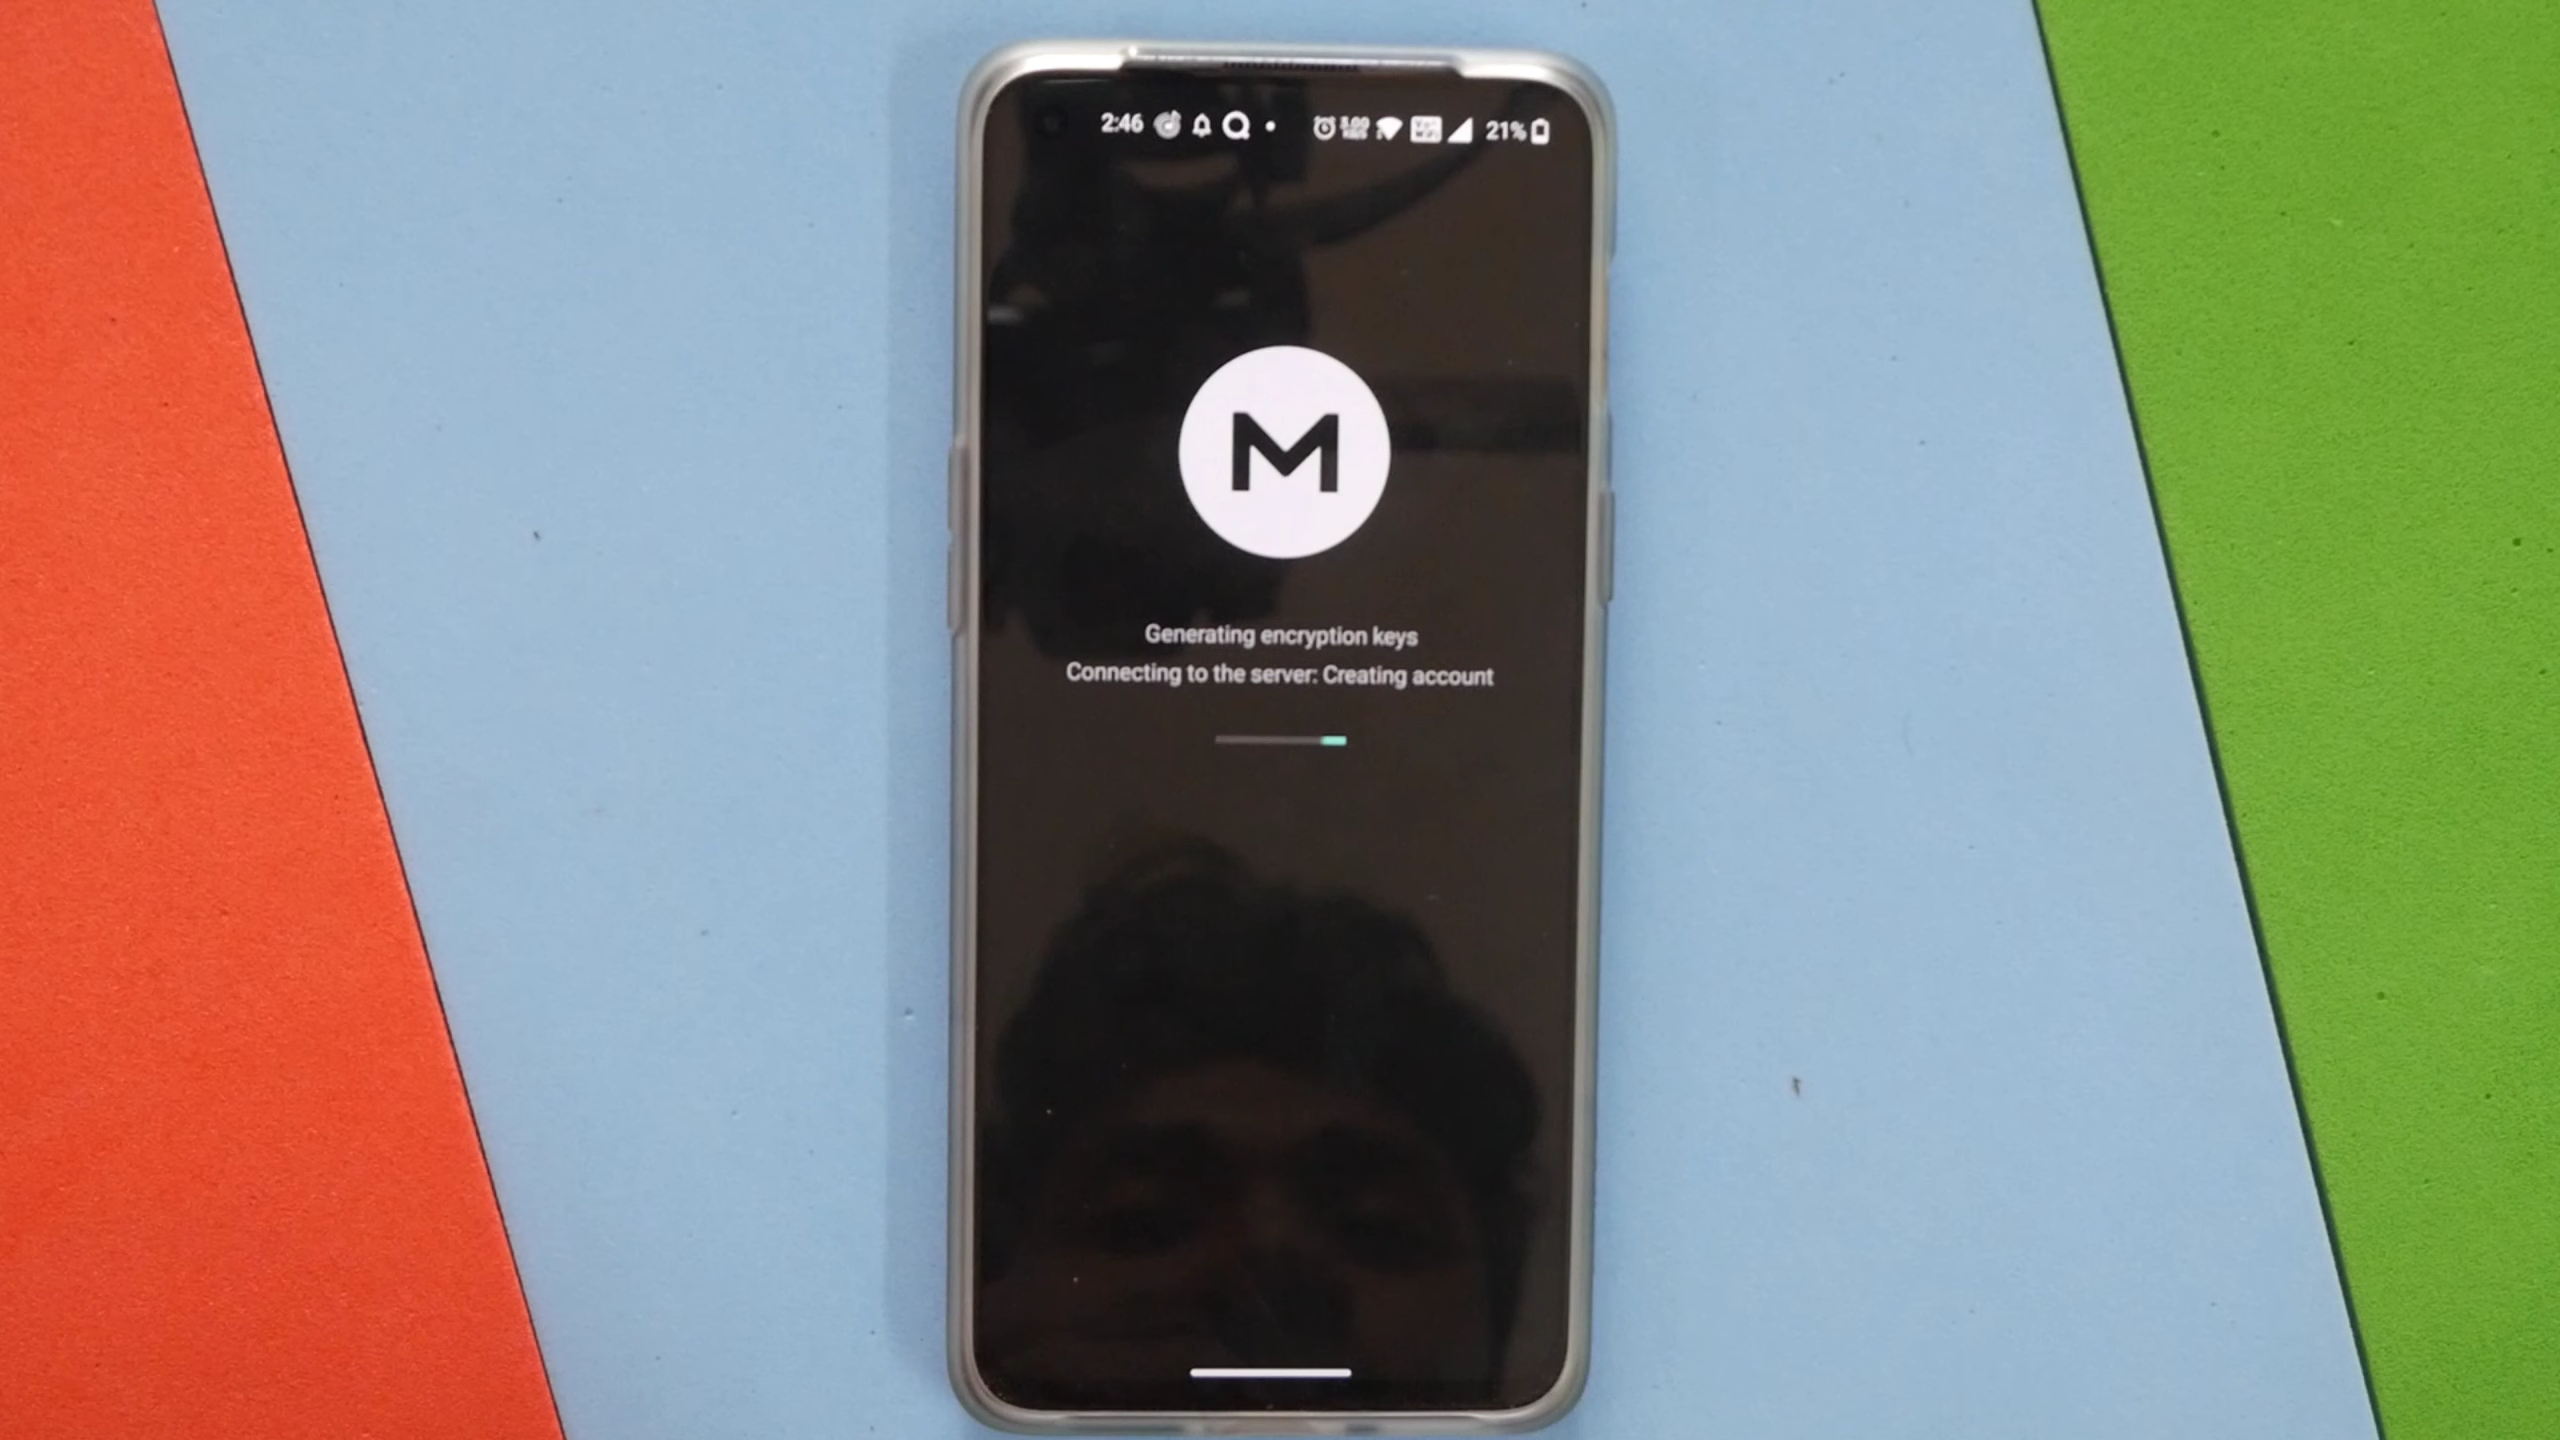 2:46 21%
M
Generating encryption keys
Connecting to the server: Creating account